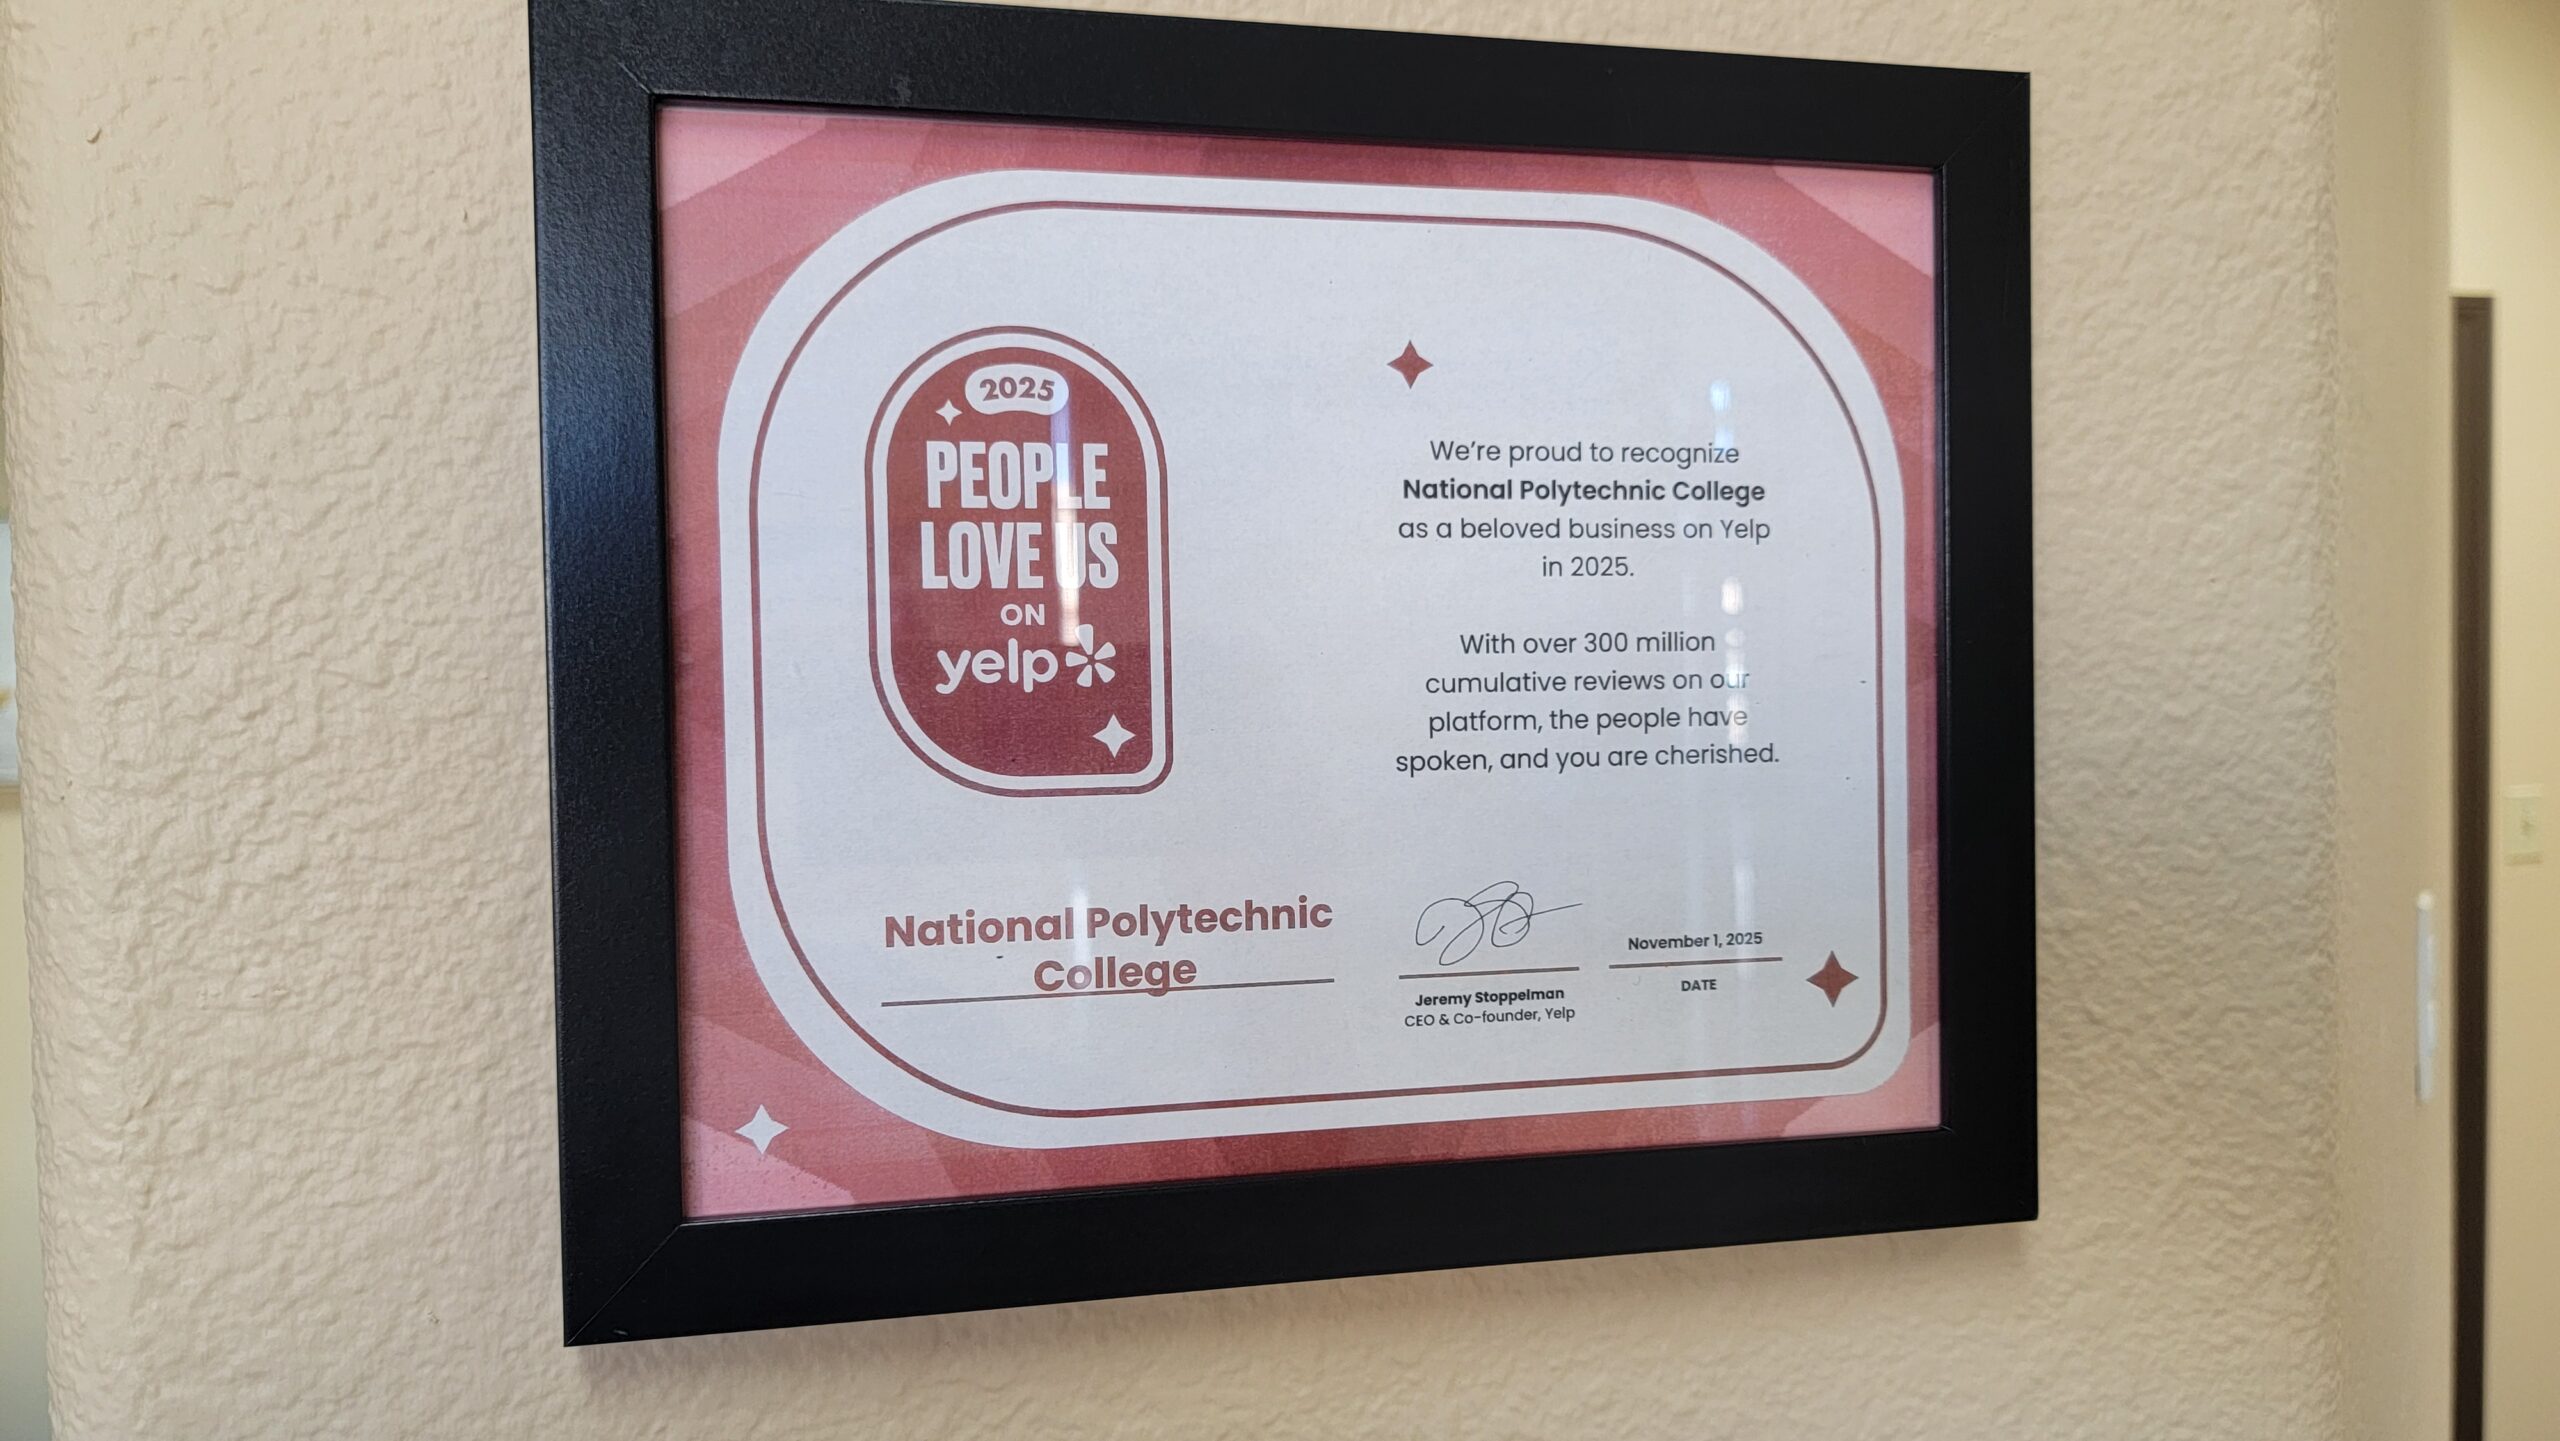 2025
PEOPLE
LOVE US
ON
yelp
We're proud to recognize
National Polytechnic College
as a beloved business on Yelp
in 2025.
With over 300 million
cumulative reviews on our
platform, the people have
spoken, and you are cherished.
National Polytechnic
College
November 1, 2025
DATE
Jeremy Stoppelman
CEO & Co-founder, Yelp